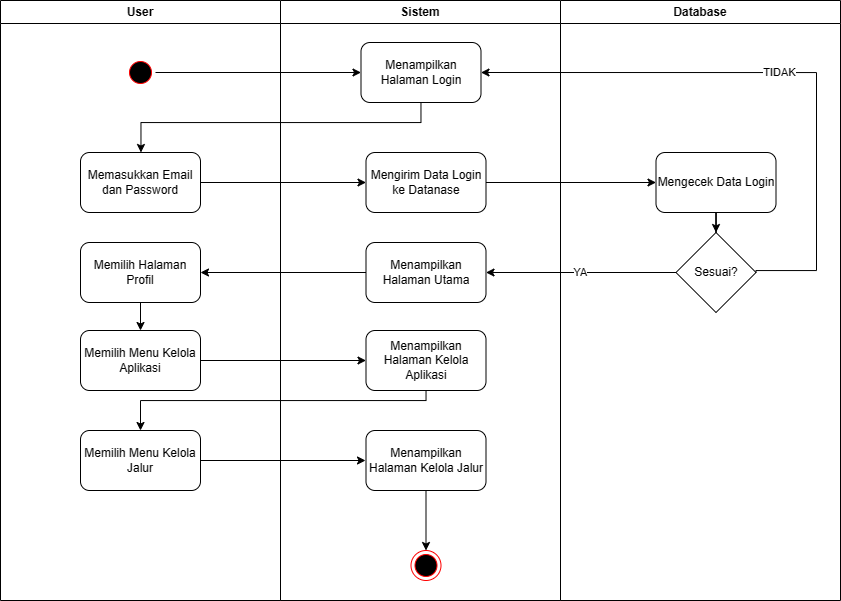 User
Sistem
Database
Menampilkan
Halaman Login
TIDAK
Memasukkan Email
dan Password
Mengirim Data Login
ke Datanase
Mengecek Data Login
Memilih Halaman
Profil
Menampilkan
Halaman Utama
YA
Sesuai?
Memilih Menu Kelola
Aplikasi
Menampilkan
Halaman Kelola
Aplikasi
Memilih Menu Kelola
Jalur
Menampilkan
Halaman Kelola Jalur